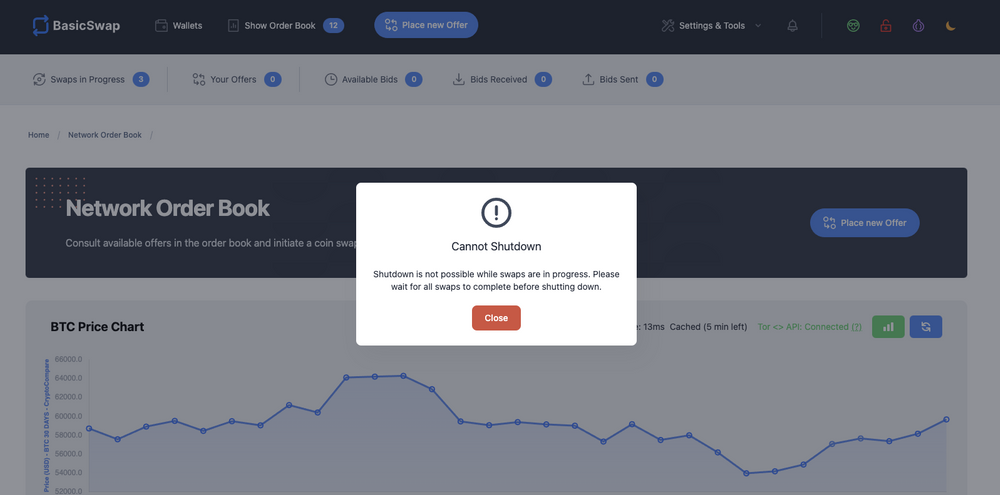 BasicSwap
Wallets
Show Order Book 12
Place new Offer
Settings & Tools
Swaps in Progress 3
Your Offers 0
Available Bids 0
Bids Received 0
Bids Sent 0
Home / Network Order Book /
Network Order Book
Consult available offers in the order book and initiate a coin swap
Place new Offer
Cannot Shutdown
Shutdown is not possible while swaps are in progress. Please
wait for all swaps to complete before shutting down.
Close
BTC Price Chart
: 13ms Cached (5 min left) Tor <> API: Connected (?)
Price (USD) - BTC 30 DAYS - CryptoCompare
66000.0
64000.0
62000.0
60000.0
58000.0
56000.0
54000.0
52000.0